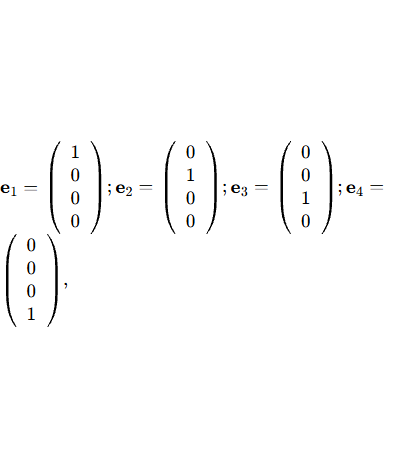 𝐞₁ = (1 0 0 0); 𝐞₂ = (0 1 0 0); 𝐞₃ = (0 0 1 0); 𝐞₄ =
(0 0 0 1),